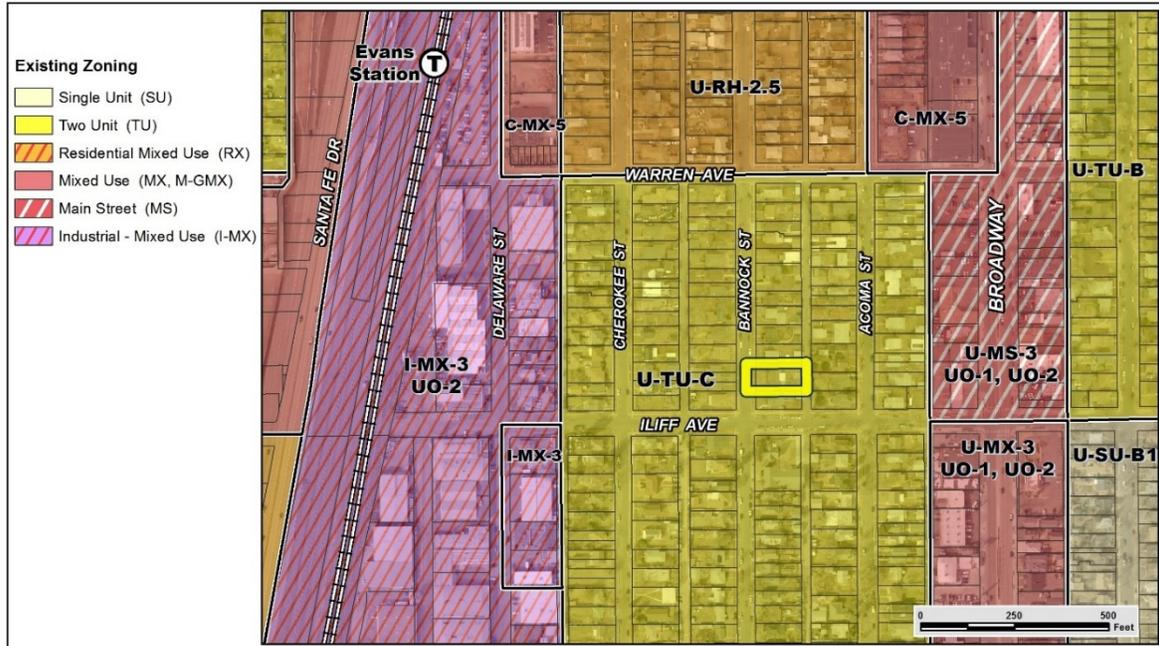 Existing Zoning
Single Unit (SU)
Two Unit (TU)
Residential Mixed Use (RX)
Mixed Use (MX, M-GMX)
Main Street (MS)
Industrial - Mixed Use (I-MX)
Evans
Station
T
C-MX-5
U-RH-2.5
C-MX-5
SANTA FE DR
WARREN AVE
U-TU-B
DELAWARE ST
CHEROKEE ST
BANNOCK ST
ACOMA ST
BROADWAY
I-MX-3
UO-2
U-TU-C
U-MS-3
UO-1, UO-2
ILIFF AVE
I-MX-3
U-MX-3
UO-1, UO-2
U-SU-B1
0 250 500
Feet